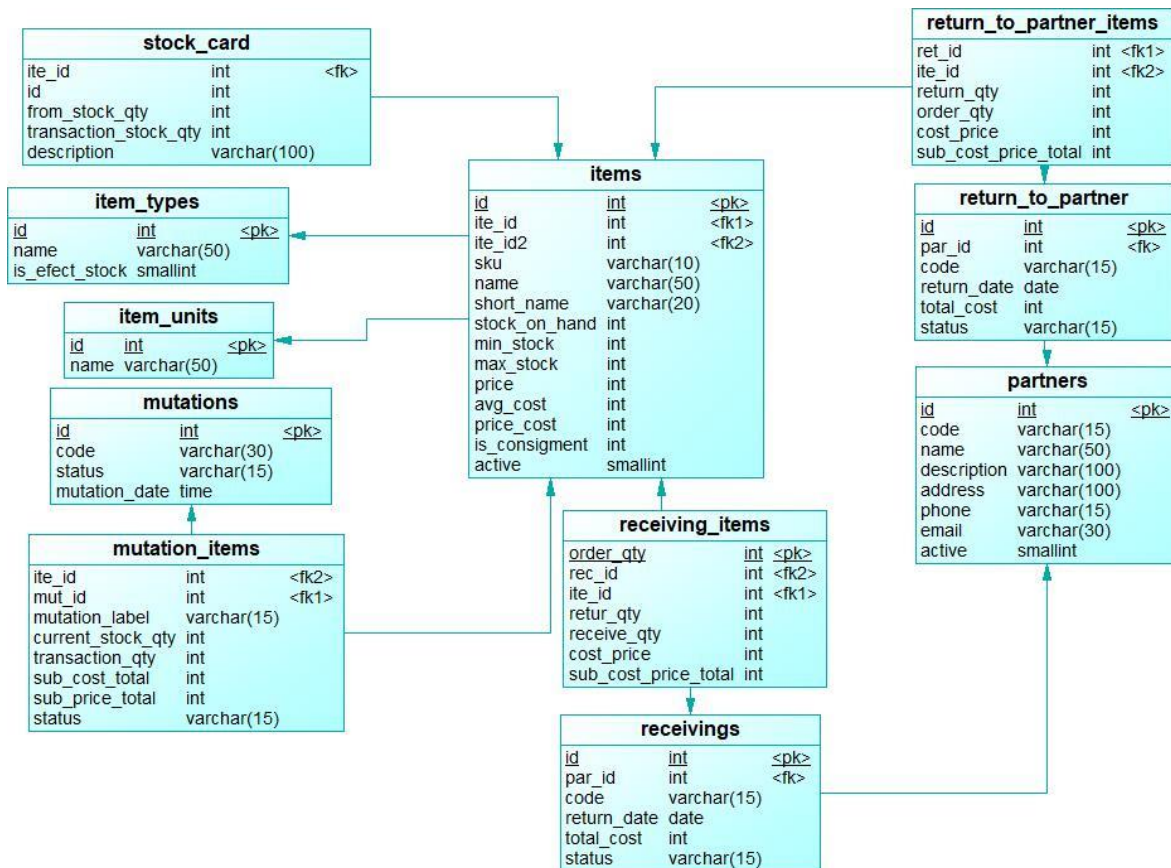 stock_card
ite_id int <fk>
id int
from_stock_qty int
transaction_stock_qty int
description varchar(100)
item_types
id int <pk>
name varchar(50)
is_efect_stock smallint
item_units
id int <pk>
name varchar(50)
mutations
id int <pk>
code varchar(30)
status varchar(15)
mutation_date time
mutation_items
ite_id int <fk2>
mut_id int <fk1>
mutation_label varchar(15)
current_stock_qty int
transaction_qty int
sub_cost_total int
sub_price_total int
status varchar(15)
items
id int <pk>
ite_id int <fk1>
ite_id2 int <fk2>
sku varchar(10)
name varchar(50)
short_name varchar(20)
stock_on_hand int
min_stock int
max_stock int
price int
avg_cost int
price_cost int
is_consigment int
active smallint
receiving_items
order_qty int <pk>
rec_id int <fk2>
ite_id int <fk1>
retur_qty int
receive_qty int
cost_price int
sub_cost_price_total int
receivings
id int <pk>
par_id int <fk>
code varchar(15)
return_date date
total_cost int
status varchar(15)
return_to_partner_items
ret_id int <fk1>
ite_id int <fk2>
return_qty int
order_qty int
cost_price int
sub_cost_price_total int
return_to_partner
id int <pk>
par_id int <fk>
code varchar(15)
return_date date
total_cost int
status varchar(15)
partners
id int <pk>
code varchar(15)
name varchar(50)
description varchar(100)
address varchar(100)
phone varchar(15)
email varchar(30)
active smallint